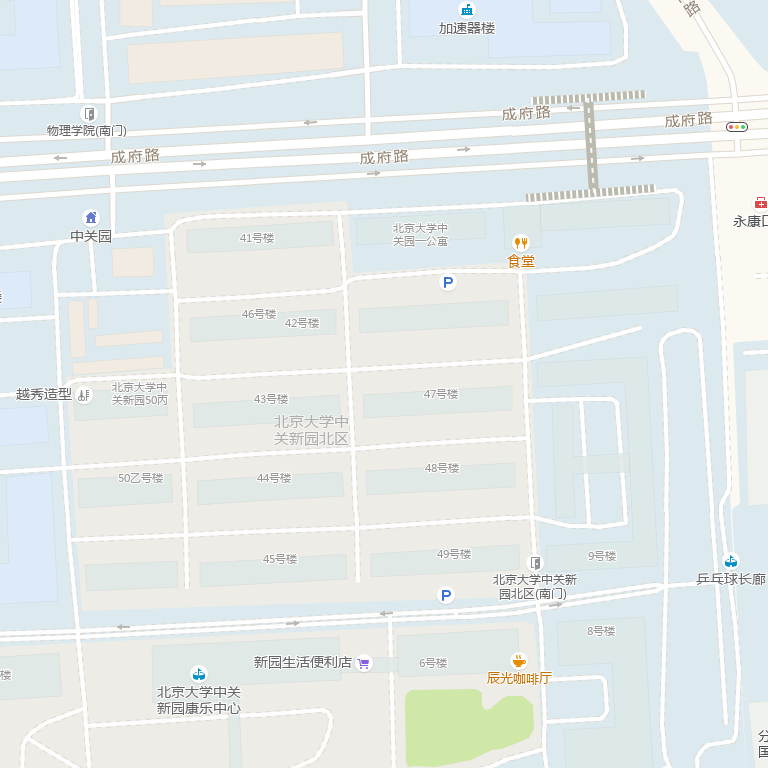 路
加速器楼
物理学院(南门)
成府路
成府路
成府路
成府路
中关园
永康口
41号楼
北京大学中
关园一公寓
食堂
P
46号楼
42号楼
越秀造型
北京大学中
关新园50丙
43号楼
47号楼
北京大学中
关新园北区
50乙号楼
44号楼
48号楼
45号楼
49号楼
9号楼
北京大学中关新
园北区(南门)
乒乓球长廊
P
8号楼
新园生活便利店
6号楼
辰光咖啡厅
楼
北京大学中关
新园康乐中心
分
国